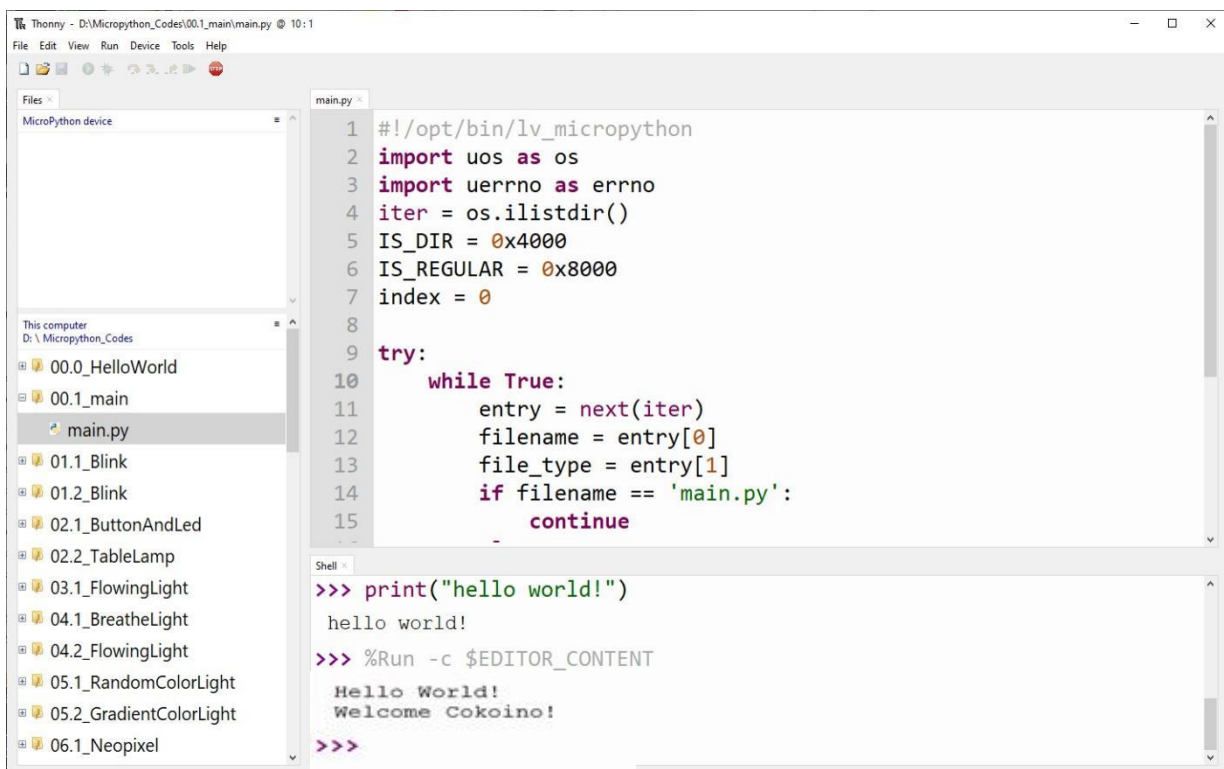 Thonny - D:\Micropython_Codes\00.1_main\main.py @ 10:1
File Edit View Run Device Tools Help
STOP
Files
MicroPython device
This computer
D: \ Micropython_Codes
00.0_HelloWorld
00.1_main
main.py
01.1_Blink
01.2_Blink
02.1_ButtonAndLed
02.2_TableLamp
03.1_FlowingLight
04.1_BreatheLight
04.2_FlowingLight
05.1_RandomColorLight
05.2_GradientColorLight
06.1_Neopixel
main.py
1 #!/opt/bin/lv_micropython
2 import uos as os
3 import uerrno as errno
4 iter = os.ilistdir()
5 IS_DIR = 0x4000
6 IS_REGULAR = 0x8000
7 index = 0
8
9 try:
10     while True:
11         entry = next(iter)
12         filename = entry[0]
13         file_type = entry[1]
14         if filename == 'main.py':
15             continue
Shell
>>> print("hello world!")
hello world!
>>> %Run -c $EDITOR_CONTENT
Hello World!
Welcome Cokoino!
>>>